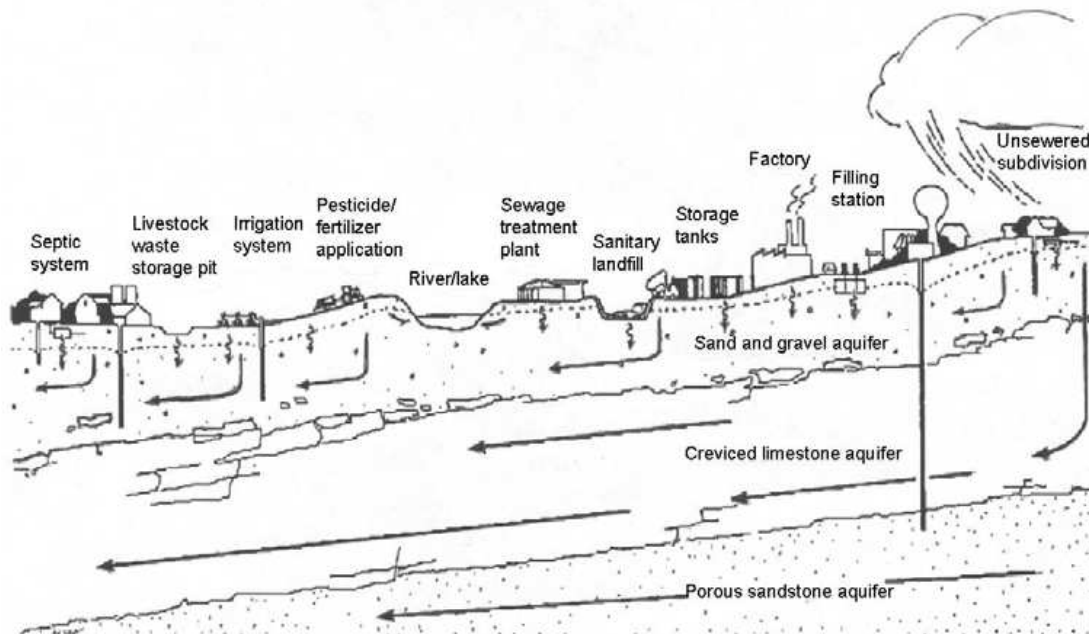 Unsewered
subdivision
Factory
Filling
station
Pesticide/
fertilizer
application
Sewage
treatment
plant
Storage
tanks
Livestock
waste
storage pit
Irrigation
system
Sanitary
landfill
Septic
system
River/lake
Sand and gravel aquifer
Creviced limestone aquifer
Porous sandstone aquifer